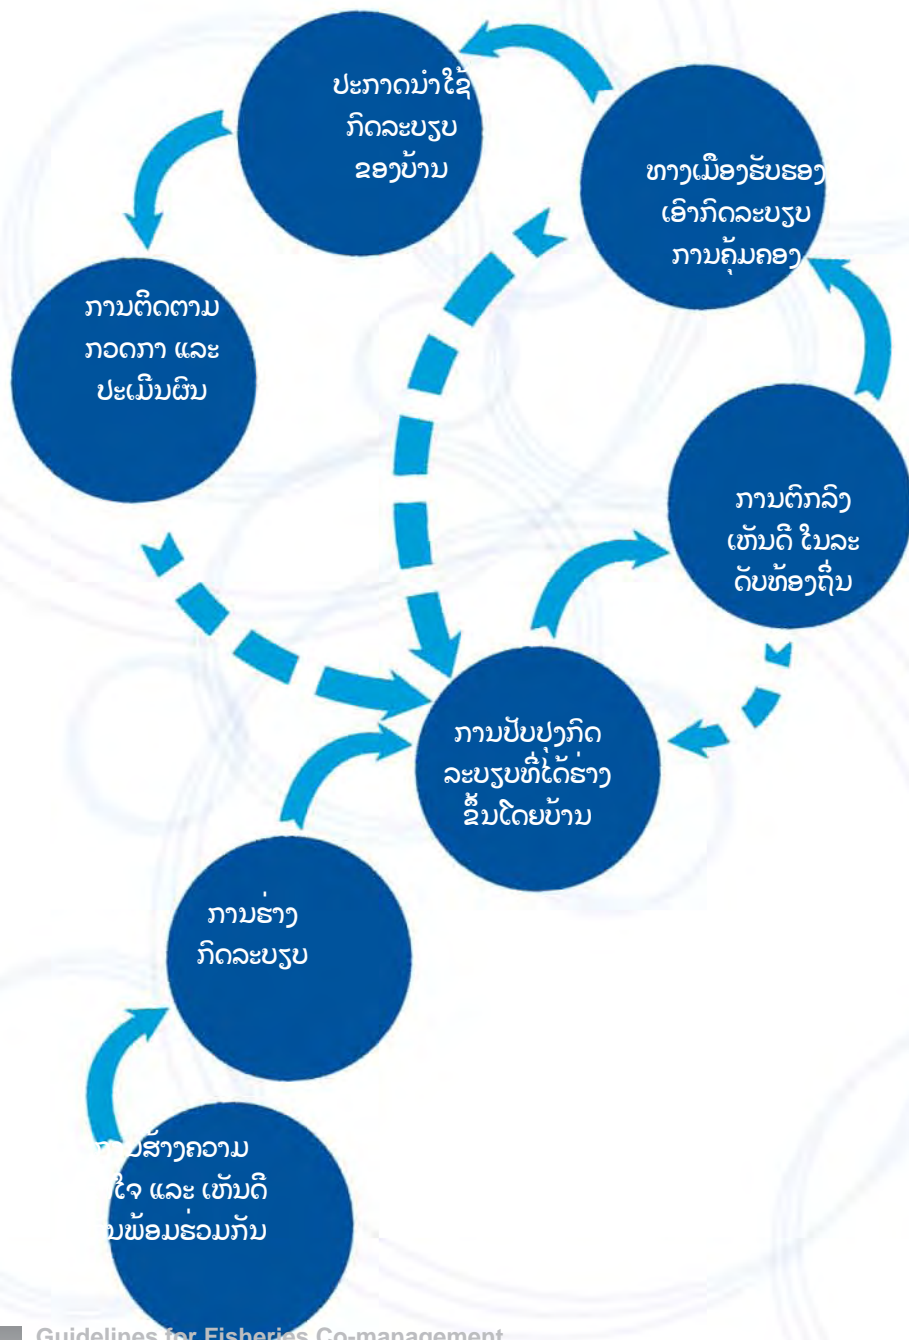 ປະກາດນຳໃຊ້
ກົດລະບຽບ
ຂອງບ້ານ
ທາງເມືອງຮັບຮອງ
ເອົາກົດລະບຽບ
ການຄຸ້ມຄອງ
ການຕິດຕາມ
ກວດກາ ແລະ
ປະເມີນຜົນ
ການຕົກລົງ
ເຫັນດີ ໃນລະ
ດັບທ້ອງຖິ່ນ
ການປັບປຸງກົດ
ລະບຽບທີ່ໄດ້ຮ່າງ
ຂຶ້ນໂດຍບ້ານ
ການຮ່າງ
ກົດລະບຽບ
ສ້າງຄວາມ
ໃຈ ແລະ ເຫັນດີ
ພ້ອມຮ່ວມກັນ
Guidelines for Fisheries Co-management